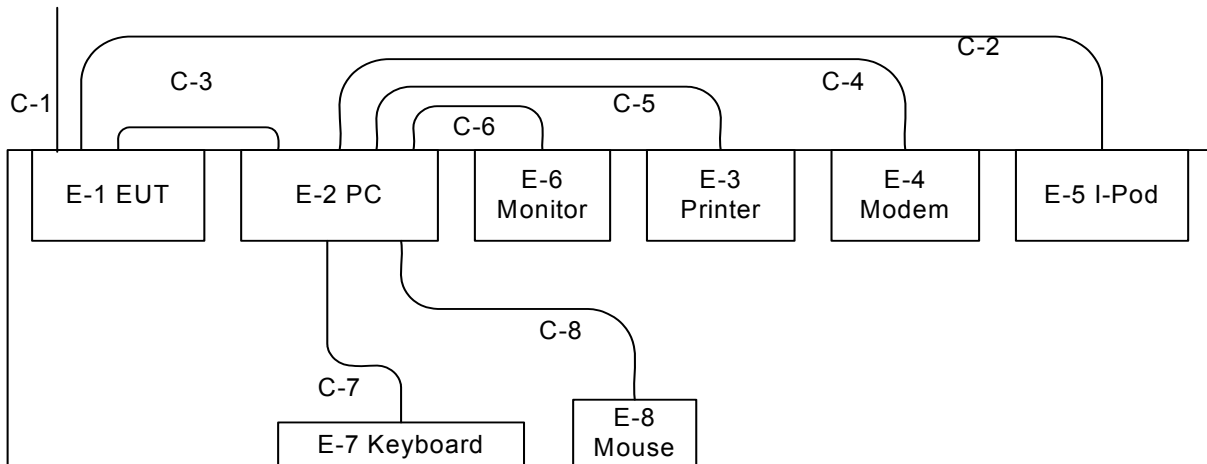 C-2
C-3
C-4
C-1
C-5
C-6
E-1 EUT
E-2 PC
E-6
Monitor
E-3
Printer
E-4
Modem
E-5 I-Pod
C-8
C-7
E-7 Keyboard
E-8
Mouse